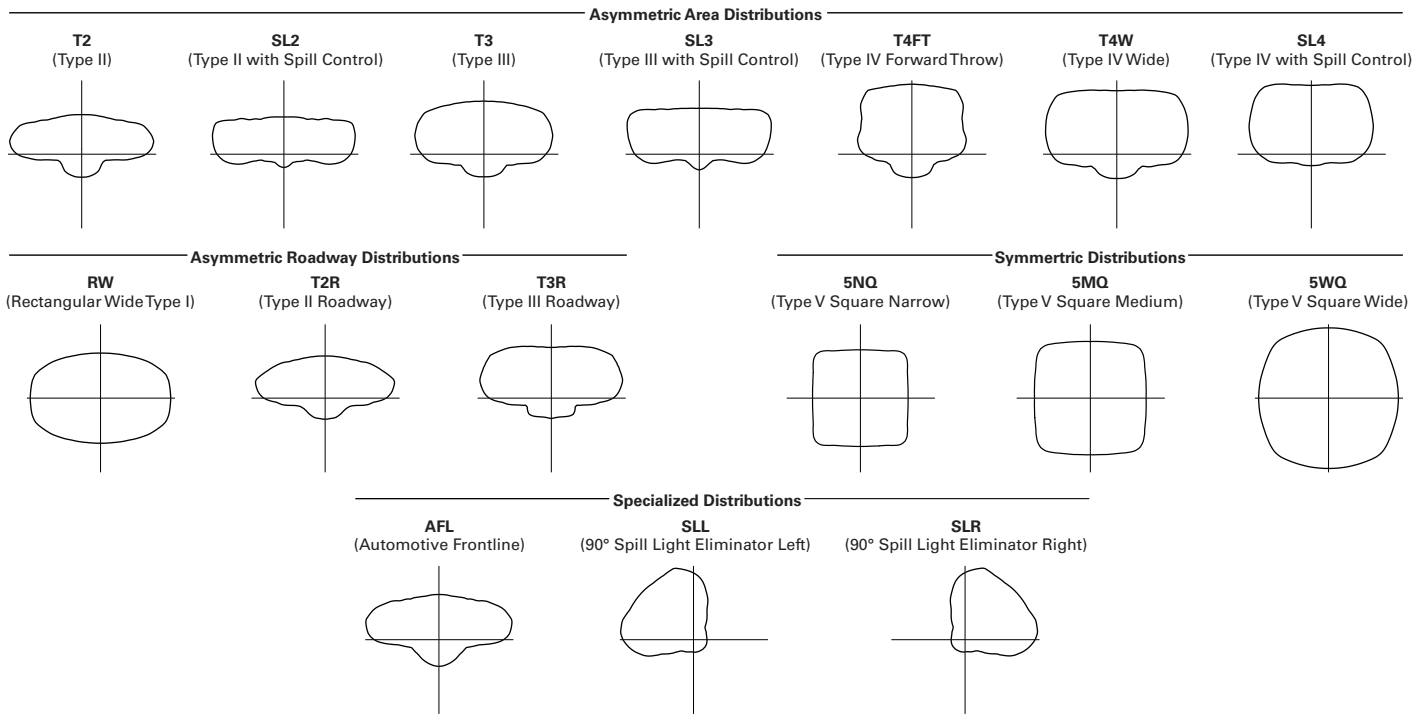 Asymmetric Area Distributions
T2
(Type II)
SL2
(Type II with Spill Control)
T3
(Type III)
SL3
(Type III with Spill Control)
T4FT
(Type IV Forward Throw)
T4W
(Type IV Wide)
SL4
(Type IV with Spill Control)
Asymmetric Roadway Distributions
RW
(Rectangular Wide Type I)
T2R
(Type II Roadway)
T3R
(Type III Roadway)
Symmertric Distributions
5NQ
(Type V Square Narrow)
5MQ
(Type V Square Medium)
5WQ
(Type V Square Wide)
Specialized Distributions
AFL
(Automotive Frontline)
SLL
(90° Spill Light Eliminator Left)
SLR
(90° Spill Light Eliminator Right)